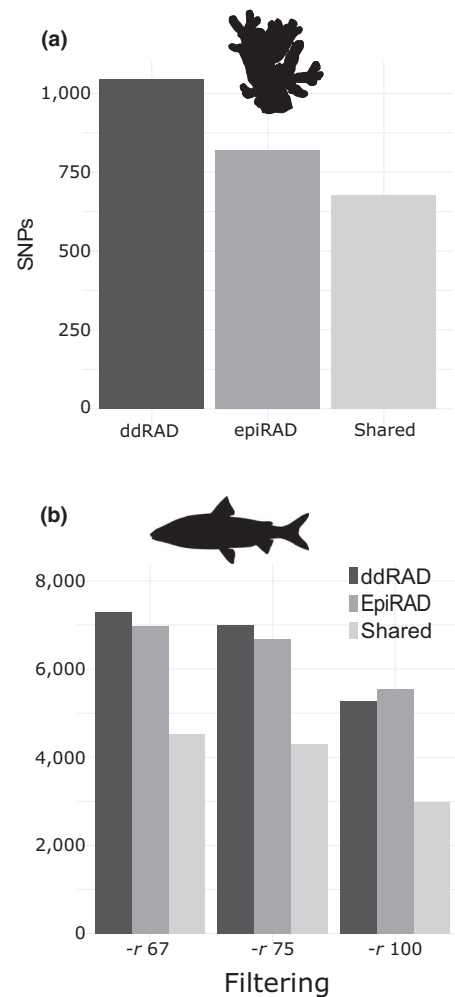 (a)
1,000
750
500
250
0
SNPs
ddRAD
epiRAD
Shared
(b)
ddRAD
EpiRAD
Shared
8,000
6,000
4,000
2,000
0
-r 67
-r 75
-r 100
Filtering